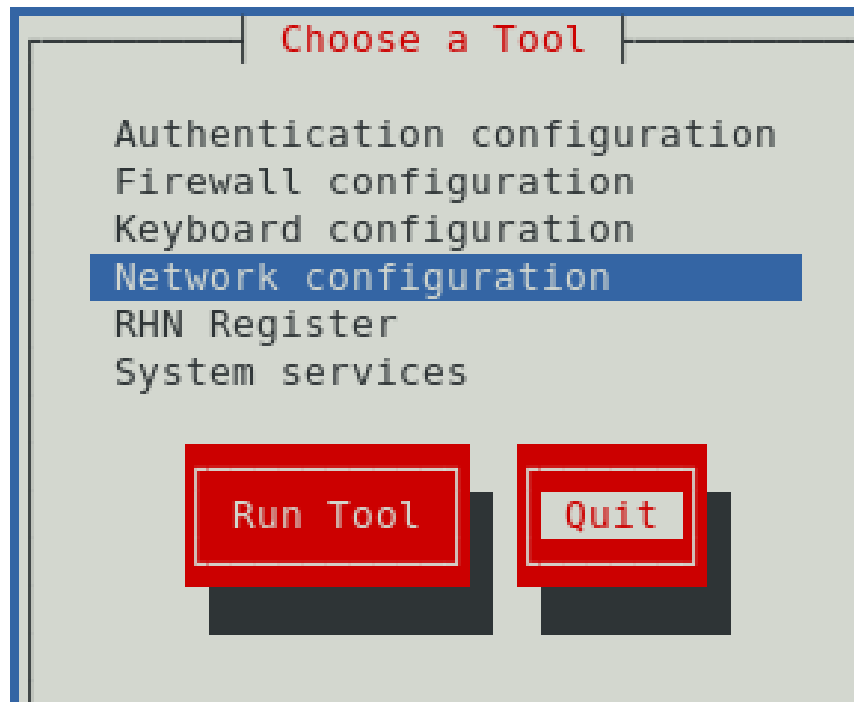 Choose a Tool
Authentication configuration
Firewall configuration
Keyboard configuration
Network configuration
RHN Register
System services
Run Tool Quit